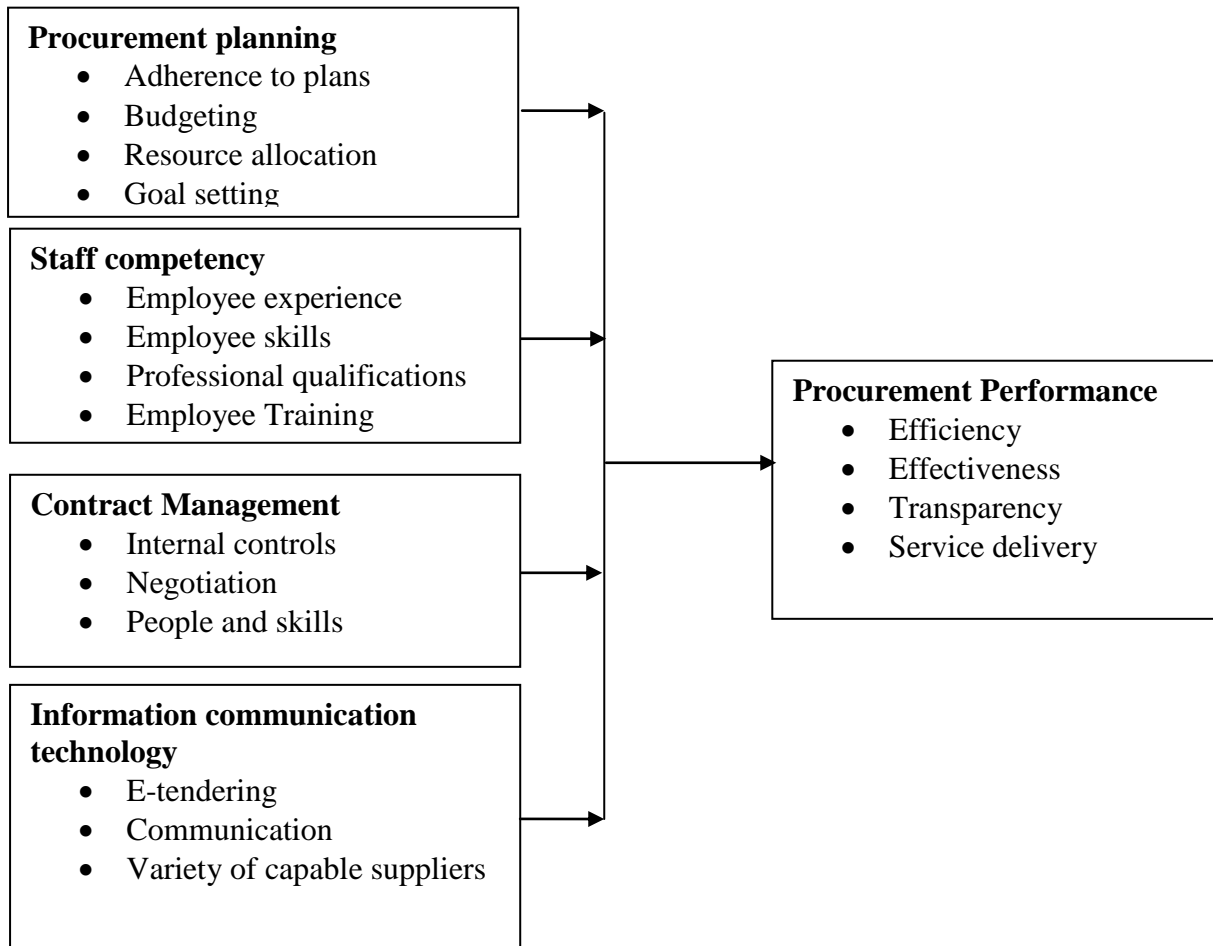 Procurement planning
• Adherence to plans
• Budgeting
• Resource allocation
• Goal setting
Staff competency
• Employee experience
• Employee skills
• Professional qualifications
• Employee Training
Contract Management
• Internal controls
• Negotiation
• People and skills
Information communication
technology
• E-tendering
• Communication
• Variety of capable suppliers
Procurement Performance
• Efficiency
• Effectiveness
• Transparency
• Service delivery